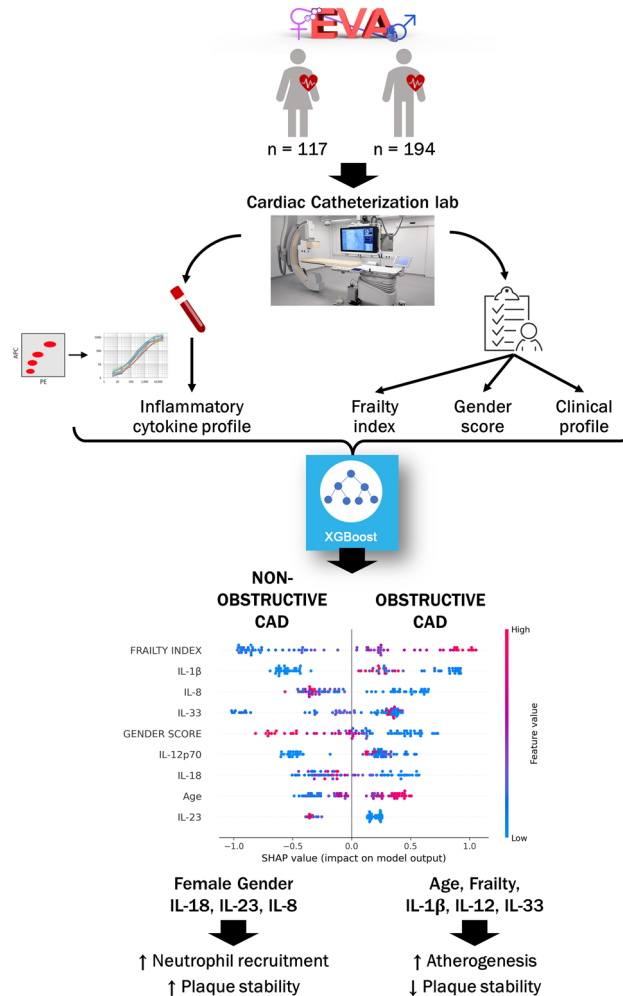 EVA
n = 117
n = 194
Cardiac Catheterization lab
APC
PE
Inflammatory
cytokine profile
Frailty
index
Gender
score
Clinical
profile
XGBoost
NON-
OBSTRUCTIVE
CAD
OBSTRUCTIVE
CAD
High
FRAILTY INDEX
IL-1β
IL-8
IL-33
GENDER SCORE
IL-12p70
IL-18
Age
IL-23
Feature value
Low
−1.0
−0.5
0.0
0.5
1.0
SHAP value (impact on model output)
Female Gender
IL-18, IL-23, IL-8
Age, Frailty,
IL-1β, IL-12, IL-33
↑ Neutrophil recruitment
↑ Plaque stability
↑ Atherogenesis
↓ Plaque stability